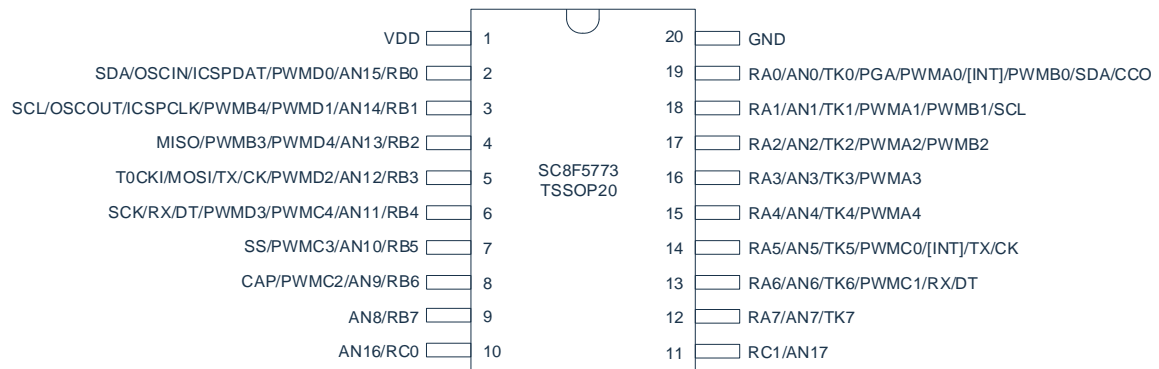 VDD 1 20 GND
SDA/OSCIN/ICSPDAT/PWMD0/AN15/RB0 2 19 RA0/AN0/TK0/PGA/PWMA0/[INT]/PWMB0/SDA/CCO
SCL/OSCOUT/ICSPCLK/PWMB4/PWMD1/AN14/RB1 3 18 RA1/AN1/TK1/PWMA1/PWMB1/SCL
MISO/PWMB3/PWMD4/AN13/RB2 4 17 RA2/AN2/TK2/PWMA2/PWMB2
SC8F5773
TSSOP20
T0CKI/MOSI/TX/CK/PWMD2/AN12/RB3 5 16 RA3/AN3/TK3/PWMA3
SCK/RX/DT/PWMD3/PWMC4/AN11/RB4 6 15 RA4/AN4/TK4/PWMA4
SS/PWMC3/AN10/RB5 7 14 RA5/AN5/TK5/PWMC0/[INT]/TX/CK
CAP/PWMC2/AN9/RB6 8 13 RA6/AN6/TK6/PWMC1/RX/DT
AN8/RB7 9 12 RA7/AN7/TK7
AN16/RC0 10 11 RC1/AN17